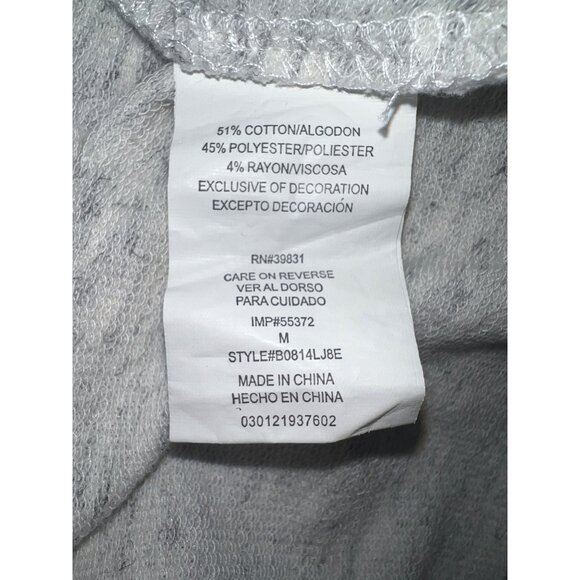 51% COTTON/ALGODON
45% POLYESTER/POLIESTER
4% RAYON/VISCOSA
EXCLUSIVE OF DECORATION
EXCEPTO DECORACIÓN
RN#39831
CARE ON REVERSE
VER AL DORSO
PARA CUIDADO
IMP#55372
M
STYLE#B0814LJ8E
MADE IN CHINA
HECHO EN CHINA
030121937602